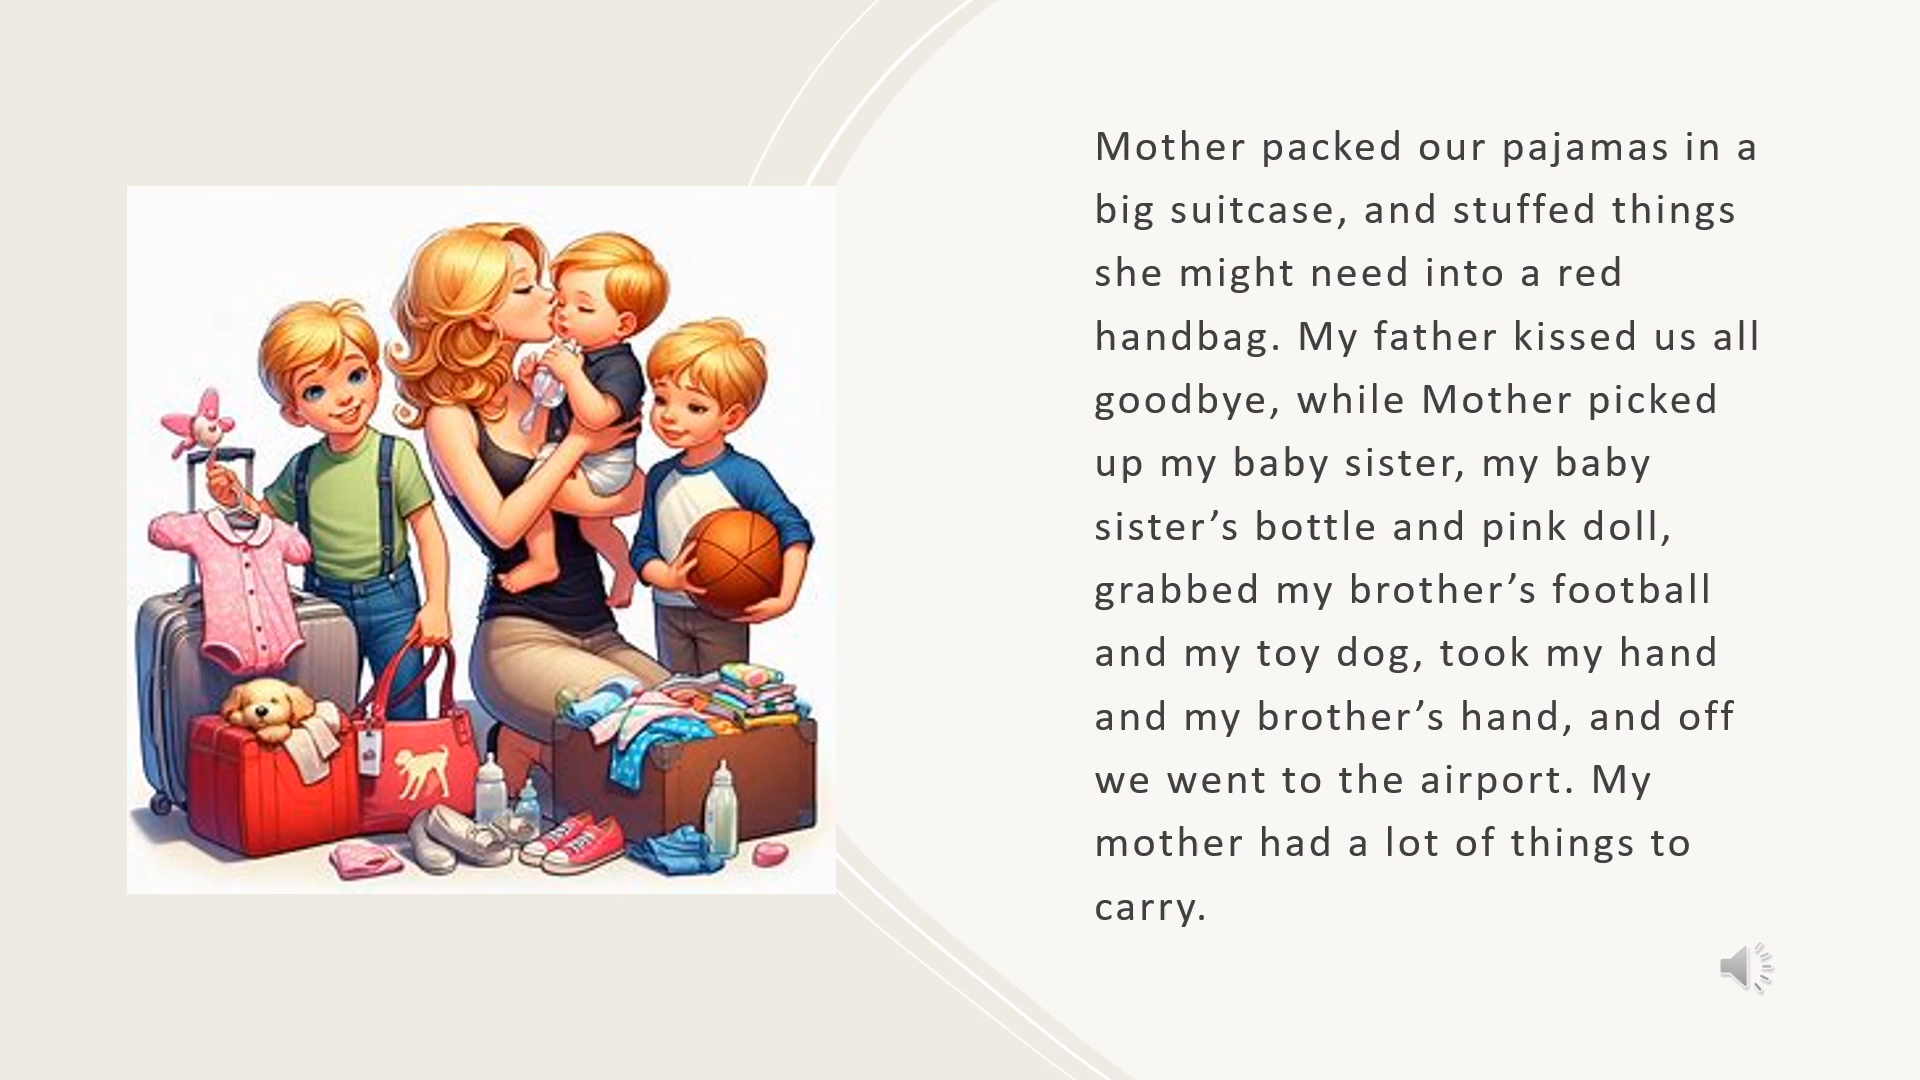 Mother packed our pajamas in a
big suitcase, and stuffed things
she might need into a red
handbag. My father kissed us all
goodbye, while Mother picked
up my baby sister, my baby
sister’s bottle and pink doll,
grabbed my brother’s football
and my toy dog, took my hand
and my brother’s hand, and off
we went to the airport. My
mother had a lot of things to
carry.